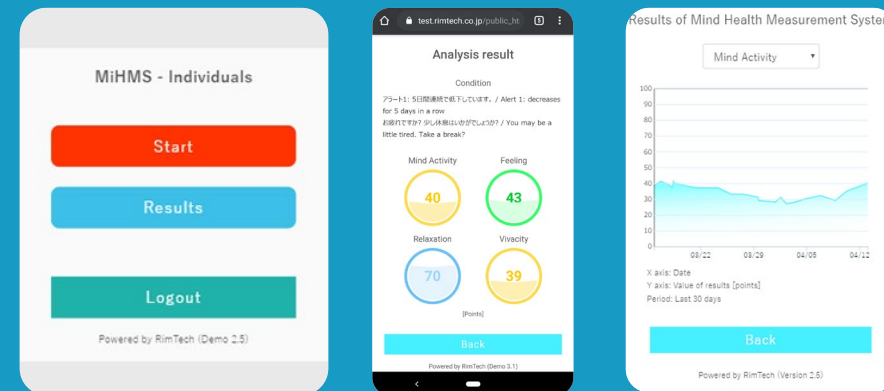 MiHMS - Individuals
Start
Results
Logout
Powered by RimTech (Demo 2.5)
test.rimtech.co.jp/public_ht
5
Analysis result
Condition
アラート1: 5日間連続で低下しています。/ Alert 1: decreases
for 5 days in a row
お疲れですか? 少し休息はいかがでしょうか? / You may be a
little tired. Take a break?
Mind Activity
Feeling
40
43
Relaxation
Vivacity
70
39
[Points]
Back
Powered by RimTech (Demo 3.1)
Results of Mind Health Measurement System
Mind Activity
100
90
80
70
60
50
40
30
20
10
0
03/22 03/29 04/05 04/12
X axis: Date
Y axis: Value of results [points]
Period: Last 30 days
Back
Powered by RimTech (Version 2.5)